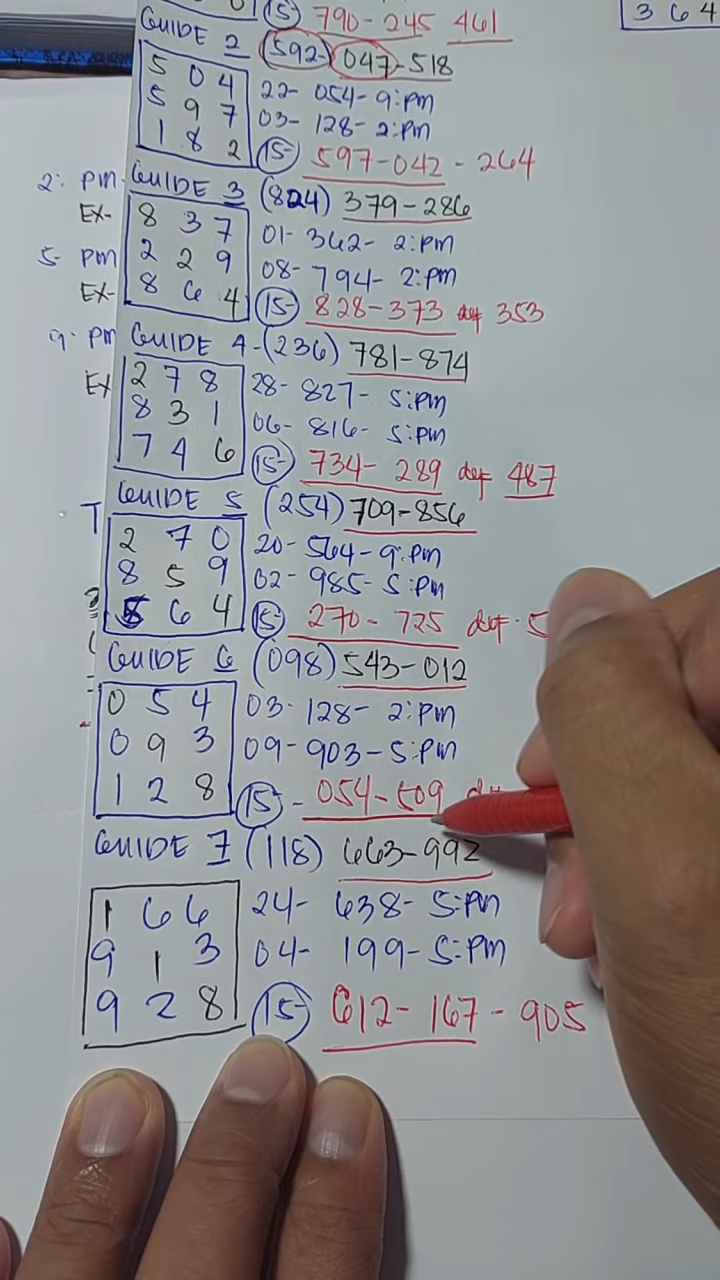 (15) 790-245 461
3 6 4
GUIDE 2 (592) 047-518
5 0 4
5 9 7
1 8 2
22- 054- 9:pm
03- 128- 2:pm
(15) 597-042 - 264
2: pm
EX-
5- pm
EX-
9- pm
EX
GUIDE 3 (824) 379-286
8 3 7
2 2 9
8 6 4
01- 362- 2:pm
08- 794- 2:pm
(15) 828-373 def 353
GUIDE 4-(236) 781-874
2 7 8
8 3 1
7 4 6
28- 827- 5:pm
06- 816- 5:pm
(15) 734- 289 def 487
T
GUIDE 5 (254) 709-856
2 7 0
8 5 9
5 6 4
20- 564- 9:pm
02- 985- 5:pm
(15) 270- 725 def. 5
GUIDE 6 (098) 543-012
0 5 4
0 9 3
1 2 8
03- 128- 2:pm
09- 903- 5:pm
(15) - 054-509
GUIDE 7 (118) 663-992
1 6 6
9 1 3
9 2 8
24- 638- 5:pm
04- 199- 5:pm
(15) 612- 167 - 905